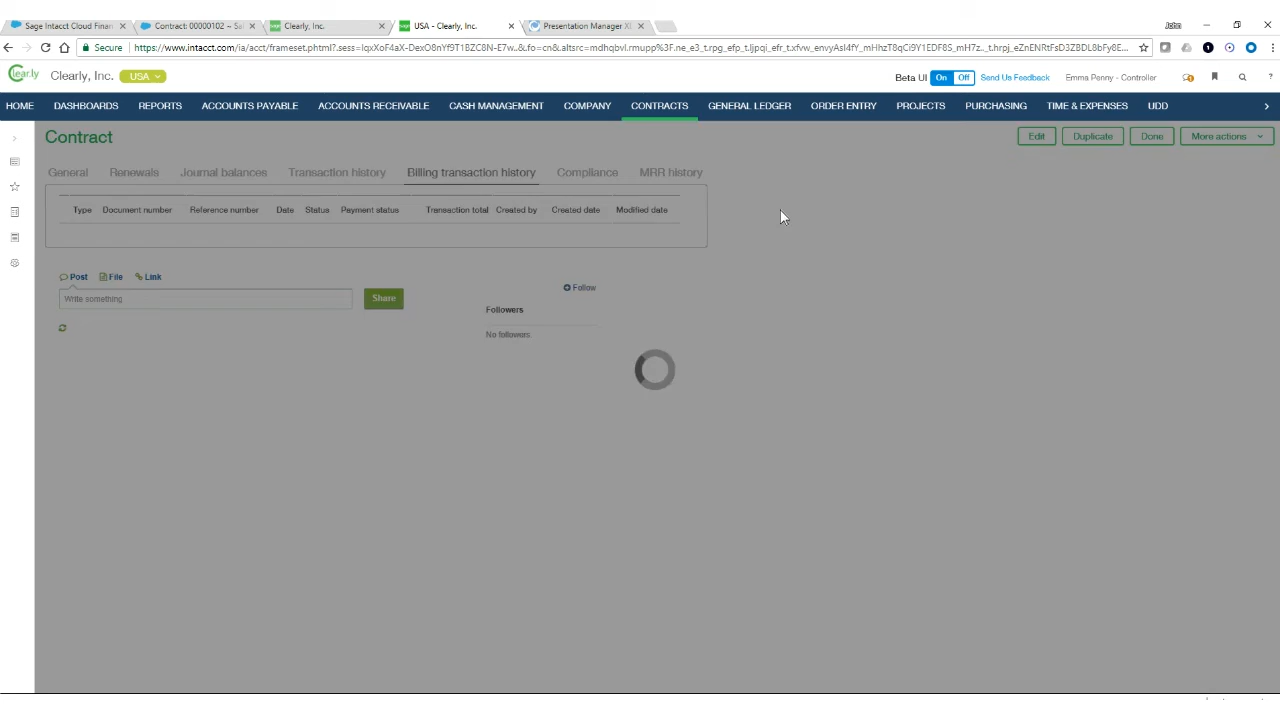 Sage Intacct Cloud Finan
Contract: 00000102 ~ Sa
Clearly, Inc.
USA - Clearly, Inc.
Presentation Manager XI
John
Secure
Clear.ly
Clearly, Inc.
USA
Beta UI
On
Off
Send Us Feedback
Emma Penny - Controller
HOME
DASHBOARDS
REPORTS
ACCOUNTS PAYABLE
ACCOUNTS RECEIVABLE
CASH MANAGEMENT
COMPANY
CONTRACTS
GENERAL LEDGER
ORDER ENTRY
PROJECTS
PURCHASING
TIME & EXPENSES
UDD
Contract
Edit
Duplicate
Done
More actions
General
Renewals
Journal balances
Transaction history
Billing transaction history
Compliance
MRR history
Type
Document number
Reference number
Date
Status
Payment status
Transaction total
Created by
Created date
Modified date
Post
File
Link
Write something
Share
Follow
Followers
No followers.